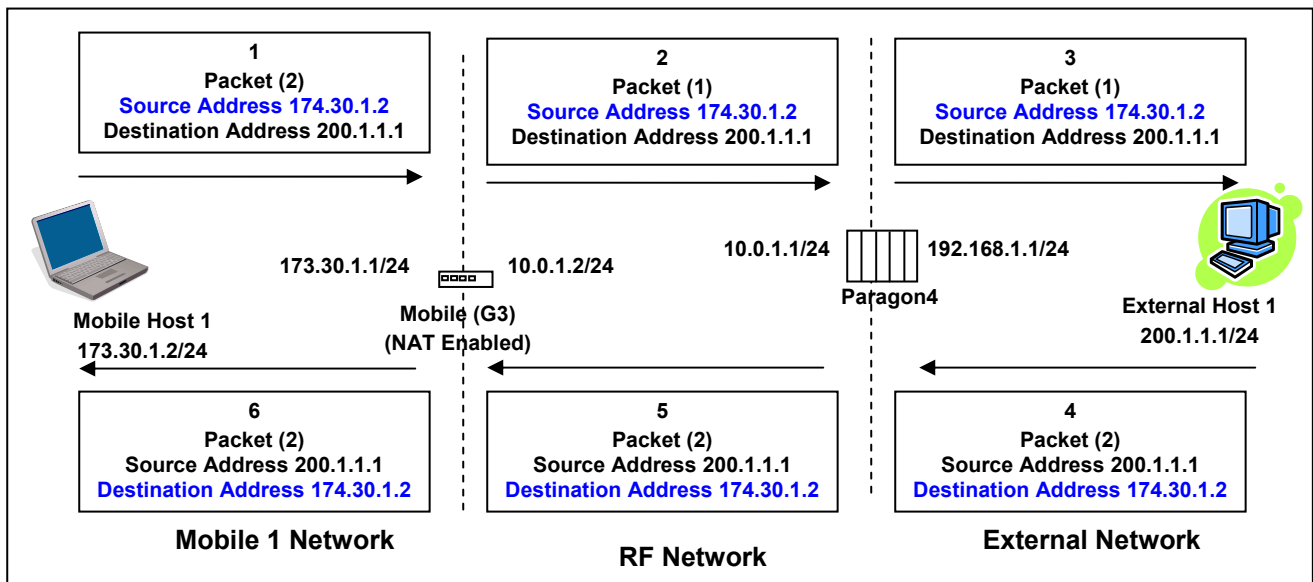 1
Packet (2)
Source Address 174.30.1.2
Destination Address 200.1.1.1
2
Packet (1)
Source Address 174.30.1.2
Destination Address 200.1.1.1
3
Packet (1)
Source Address 174.30.1.2
Destination Address 200.1.1.1
173.30.1.1/24
10.0.1.2/24
10.0.1.1/24
192.168.1.1/24
Mobile Host 1
173.30.1.2/24
Mobile (G3)
(NAT Enabled)
Paragon4
External Host 1
200.1.1.1/24
6
Packet (2)
Source Address 200.1.1.1
Destination Address 174.30.1.2
5
Packet (2)
Source Address 200.1.1.1
Destination Address 174.30.1.2
4
Packet (2)
Source Address 200.1.1.1
Destination Address 174.30.1.2
Mobile 1 Network
RF Network
External Network